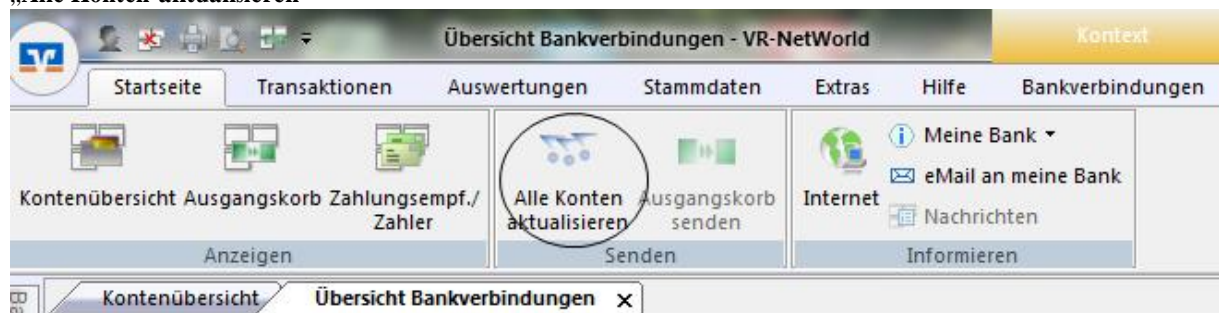 „Alle Konten aktualisieren“
Übersicht Bankverbindungen - VR-NetWorld
Kontext
Startseite Transaktionen Auswertungen Stammdaten Extras Hilfe Bankverbindungen
Kontenübersicht Ausgangskorb Zahlungsempf./
Zahler
Alle Konten
aktualisieren
Ausgangskorb
senden
Internet
Meine Bank
eMail an meine Bank
Nachrichten
Anzeigen Senden Informieren
Kontenübersicht Übersicht Bankverbindungen x